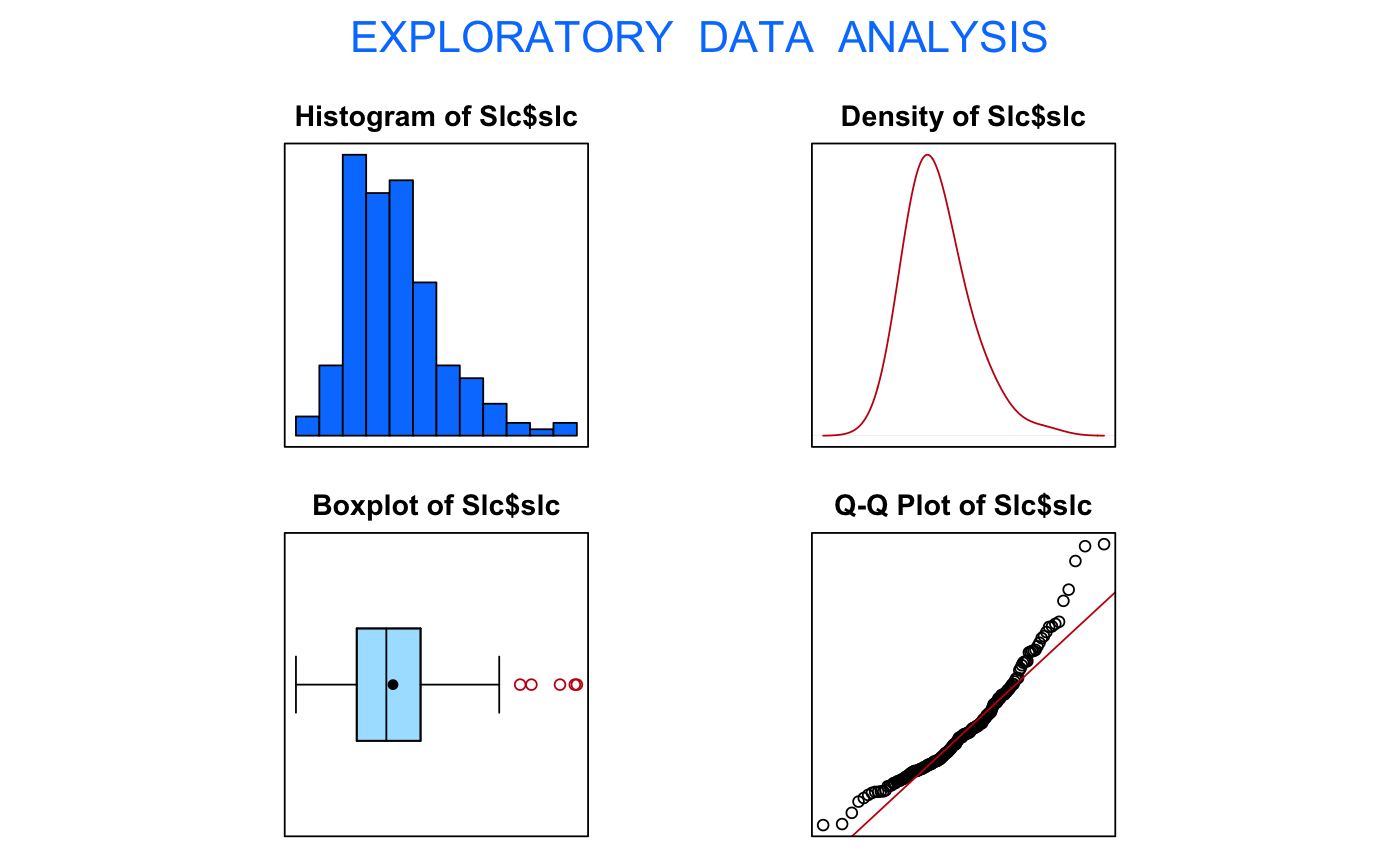 EXPLORATORY DATA ANALYSIS
Histogram of Slc$slc
Density of Slc$slc
Boxplot of Slc$slc
Q-Q Plot of Slc$slc